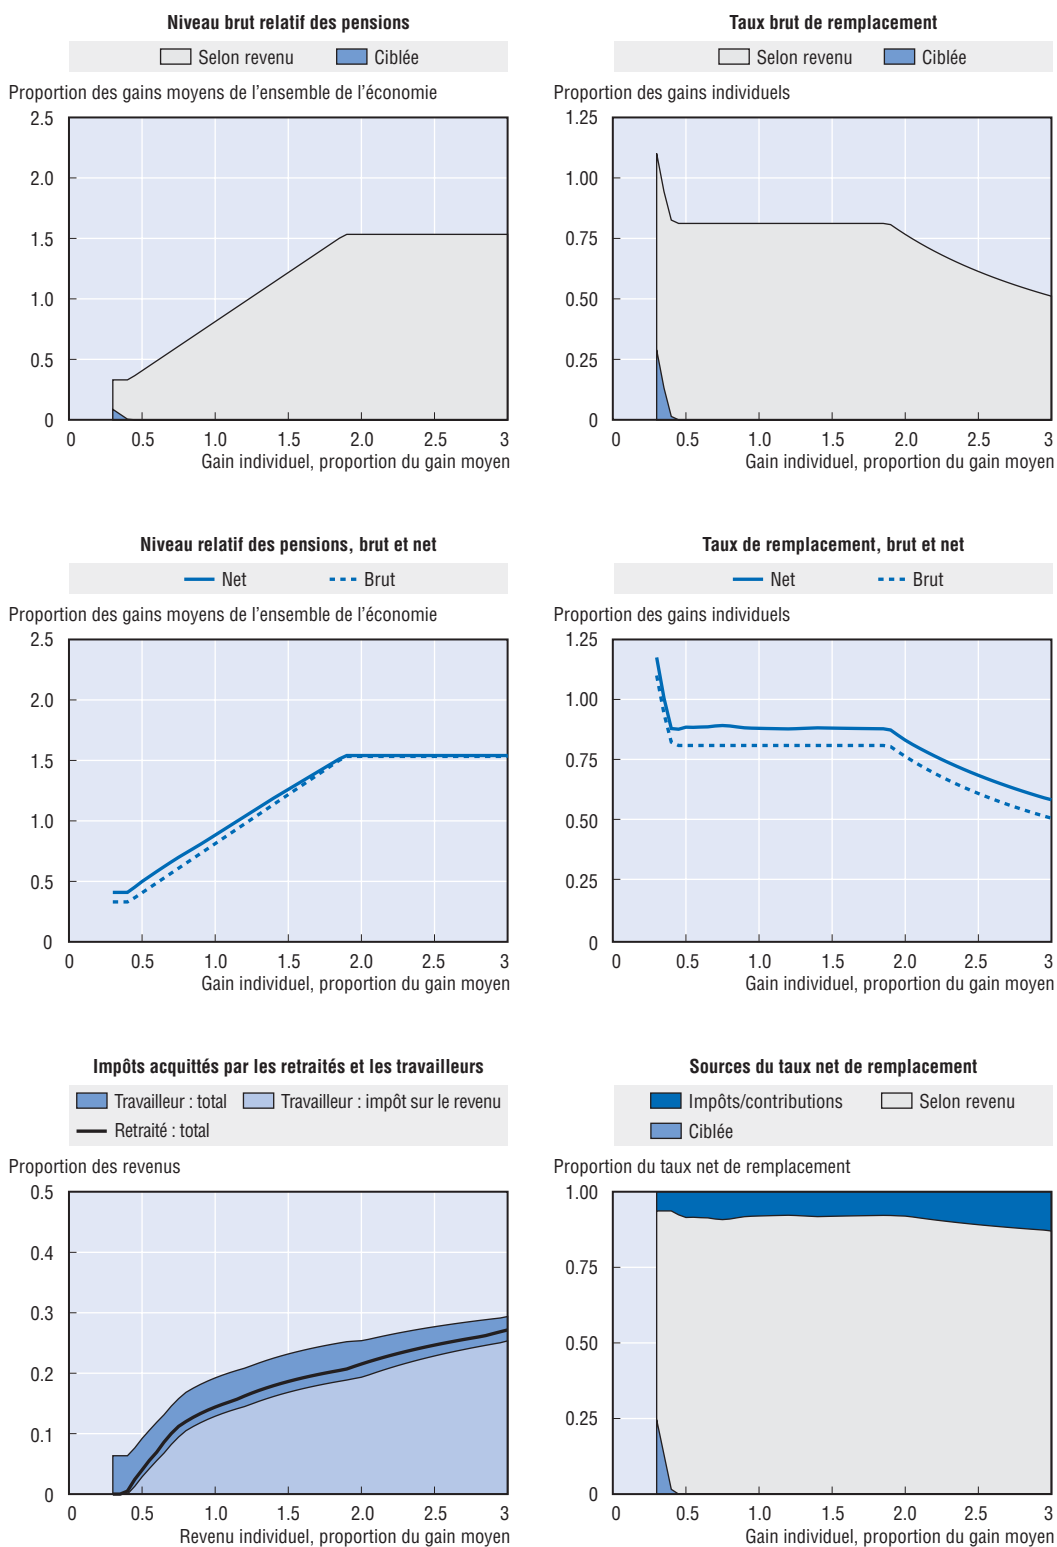 Niveau brut relatif des pensions
Selon revenu Ciblée
Proportion des gains moyens de l'ensemble de l'économie
2.5
2.0
1.5
1.0
0.5
0
0 0.5 1.0 1.5 2.0 2.5 3
Gain individuel, proportion du gain moyen
Taux brut de remplacement
Selon revenu Ciblée
Proportion des gains individuels
1.25
1.00
0.75
0.50
0.25
0
0 0.5 1.0 1.5 2.0 2.5 3
Gain individuel, proportion du gain moyen
Niveau relatif des pensions, brut et net
Net Brut
Proportion des gains moyens de l'ensemble de l'économie
2.5
2.0
1.5
1.0
0.5
0
0 0.5 1.0 1.5 2.0 2.5 3
Gain individuel, proportion du gain moyen
Taux de remplacement, brut et net
Net Brut
Proportion des gains individuels
1.25
1.00
0.75
0.50
0.25
0
0 0.5 1.0 1.5 2.0 2.5 3
Gain individuel, proportion du gain moyen
Impôts acquittés par les retraités et les travailleurs
Travailleur : total Travailleur : impôt sur le revenu
Retraité : total
Proportion des revenus
0.5
0.4
0.3
0.2
0.1
0
0 0.5 1.0 1.5 2.0 2.5 3
Revenu individuel, proportion du gain moyen
Sources du taux net de remplacement
Impôts/contributions Selon revenu
Ciblée
Proportion du taux net de remplacement
1.00
0.75
0.50
0.25
0
0 0.5 1.0 1.5 2.0 2.5 3
Gain individuel, proportion du gain moyen